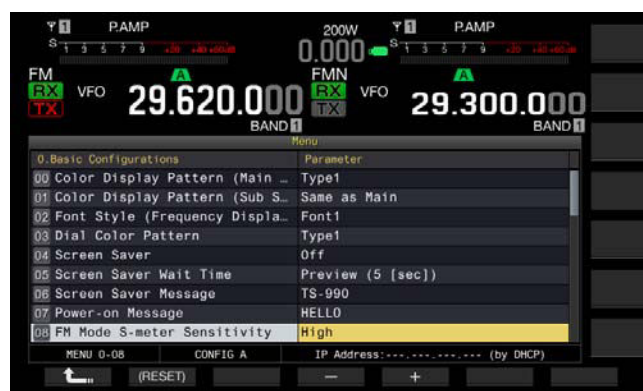 1 P.AMP 200W 1 P.AMP
S 1 3 5 7 9 +20 +40 +60dB 0.000 S 1 3 5 7 9 +20 +40 +60dB
FM A FMN A
RX VFO 29.620.000 RX VFO 29.300.000
TX TX
BAND 1 BAND 1
Menu
0.Basic Configurations Parameter
00 Color Display Pattern (Main … Type1
01 Color Display Pattern (Sub S… Same as Main
02 Font Style (Frequency Displa… Font1
03 Dial Color Pattern Type1
04 Screen Saver Off
05 Screen Saver Wait Time Preview (5 [sec])
06 Screen Saver Message TS-990
07 Power-on Message HELLO
08 FM Mode S-meter Sensitivity High
MENU 0-08 CONFIG A IP Address:---.---.---.--- (by DHCP)
(RESET) － +